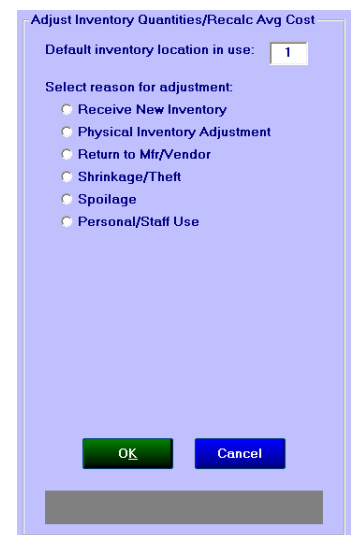 Adjust Inventory Quantities/Recalc Avg Cost
Default inventory location in use: 1
Select reason for adjustment:
Receive New Inventory
Physical Inventory Adjustment
Return to Mfr/Vendor
Shrinkage/Theft
Spoilage
Personal/Staff Use
OK Cancel